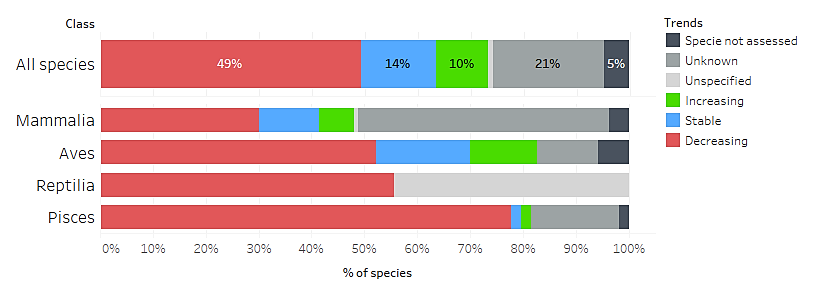 Class
Trends
Specie not assessed
Unknown
Unspecified
Increasing
Stable
Decreasing
All species 49% 14% 10% 21% 5%
Mammalia
Aves
Reptilia
Pisces
0% 10% 20% 30% 40% 50% 60% 70% 80% 90% 100%
% of species